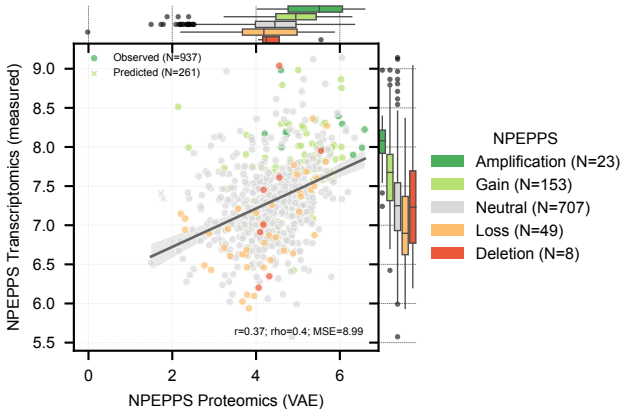 Observed (N=937)
Predicted (N=261)
NPEPPS Transcriptomics (measured)
9.0
8.5
8.0
7.5
7.0
6.5
6.0
5.5
r=0.37; rho=0.4; MSE=8.99
0 2 4 6
NPEPPS Proteomics (VAE)
NPEPPS
Amplification (N=23)
Gain (N=153)
Neutral (N=707)
Loss (N=49)
Deletion (N=8)